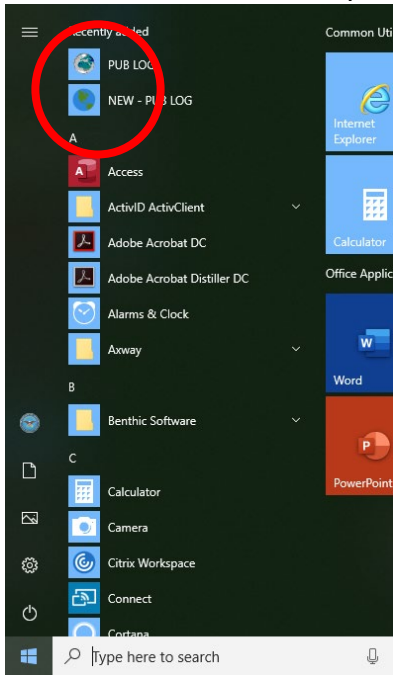 Recently added
PUB LOG
NEW - PUB LOG
A
Access
ActivID ActivClient
Adobe Acrobat DC
Adobe Acrobat Distiller DC
Alarms & Clock
Axway
B
Benthic Software
C
Calculator
Camera
Citrix Workspace
Connect
Cortana
Type here to search
Common Uti
Internet
Explorer
Calculator
Office Applic
W
Word
P
PowerPoint